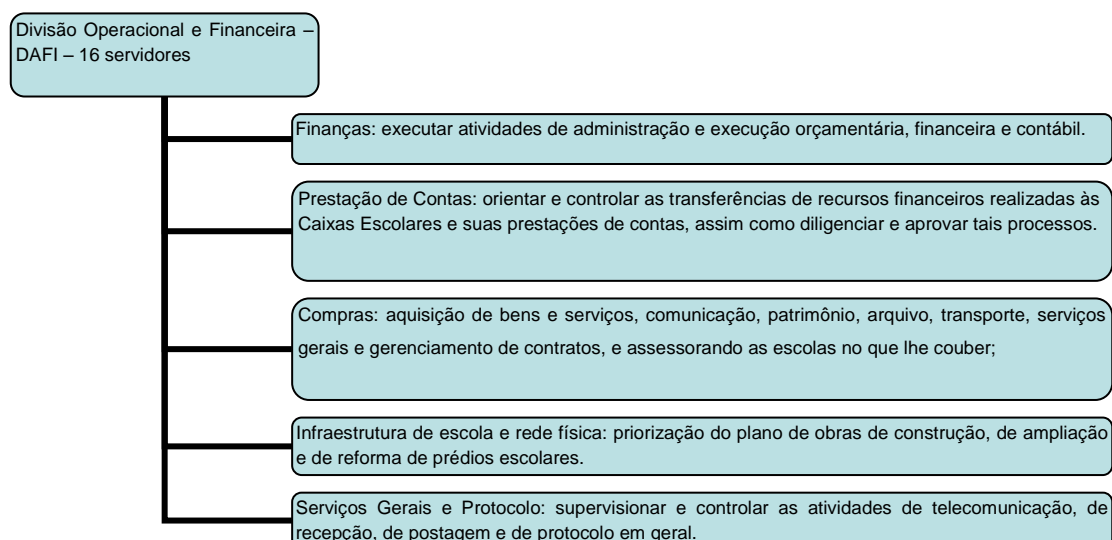 Divisão Operacional e Financeira –
DAFI – 16 servidores
Finanças: executar atividades de administração e execução orçamentária, financeira e contábil.
Prestação de Contas: orientar e controlar as transferências de recursos financeiros realizadas às
Caixas Escolares e suas prestações de contas, assim como diligenciar e aprovar tais processos.
Compras: aquisição de bens e serviços, comunicação, patrimônio, arquivo, transporte, serviços
gerais e gerenciamento de contratos, e assessorando as escolas no que lhe couber;
Infraestrutura de escola e rede física: priorização do plano de obras de construção, de ampliação
e de reforma de prédios escolares.
Serviços Gerais e Protocolo: supervisionar e controlar as atividades de telecomunicação, de
recepção, de postagem e de protocolo em geral.